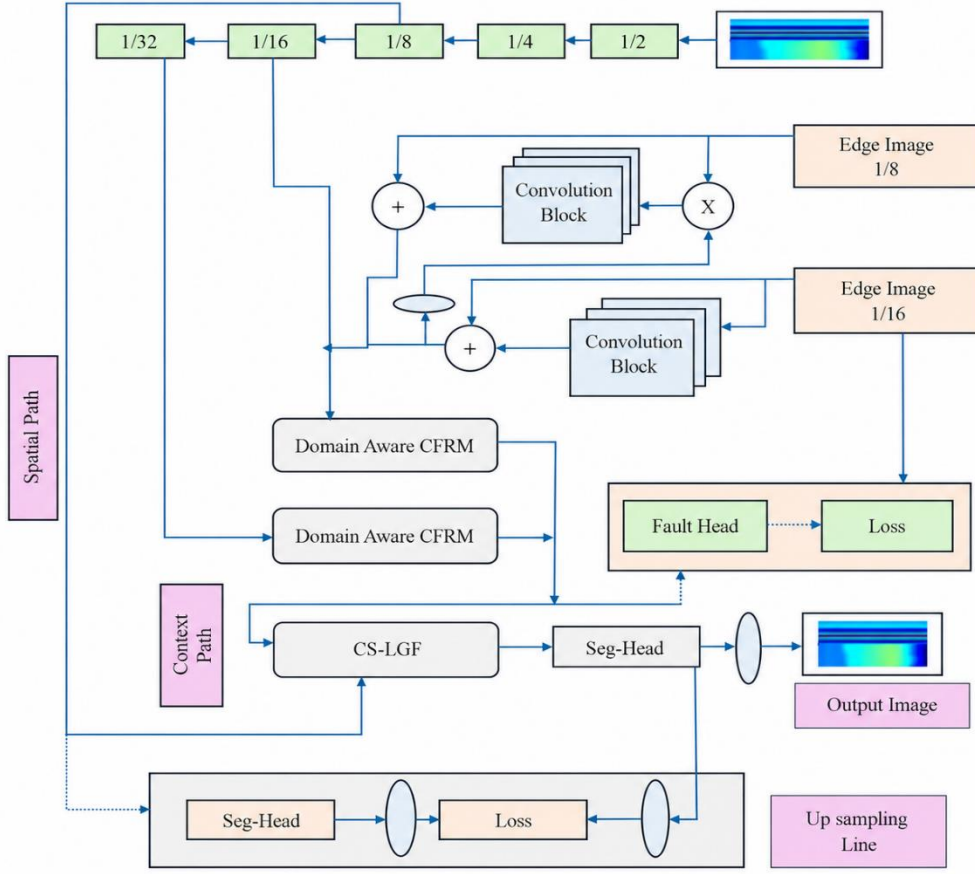 1/32
1/16
1/8
1/4
1/2
Edge Image
1/8
Convolution
Block
+
X
Edge Image
1/16
Convolution
Block
+
Spatial Path
Domain Aware CFRM
Fault Head
Loss
Domain Aware CFRM
Context
Path
CS-LGF
Seg-Head
Output Image
Seg-Head
Loss
Up sampling
Line